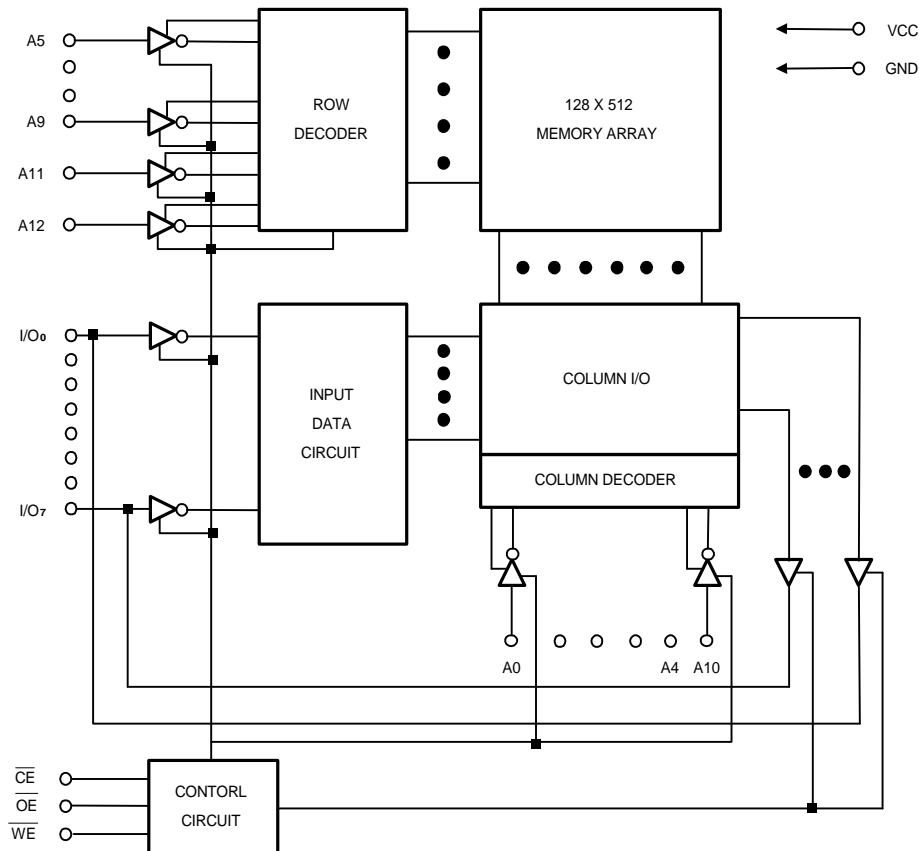 A5
A9
A11
A12
ROW
DECODER
128 X 512
MEMORY ARRAY
VCC
GND
I/O₀
I/O₇
INPUT
DATA
CIRCUIT
COLUMN I/O
COLUMN DECODER
A0
A4
A10
CE
OE
WE
CONTORL
CIRCUIT